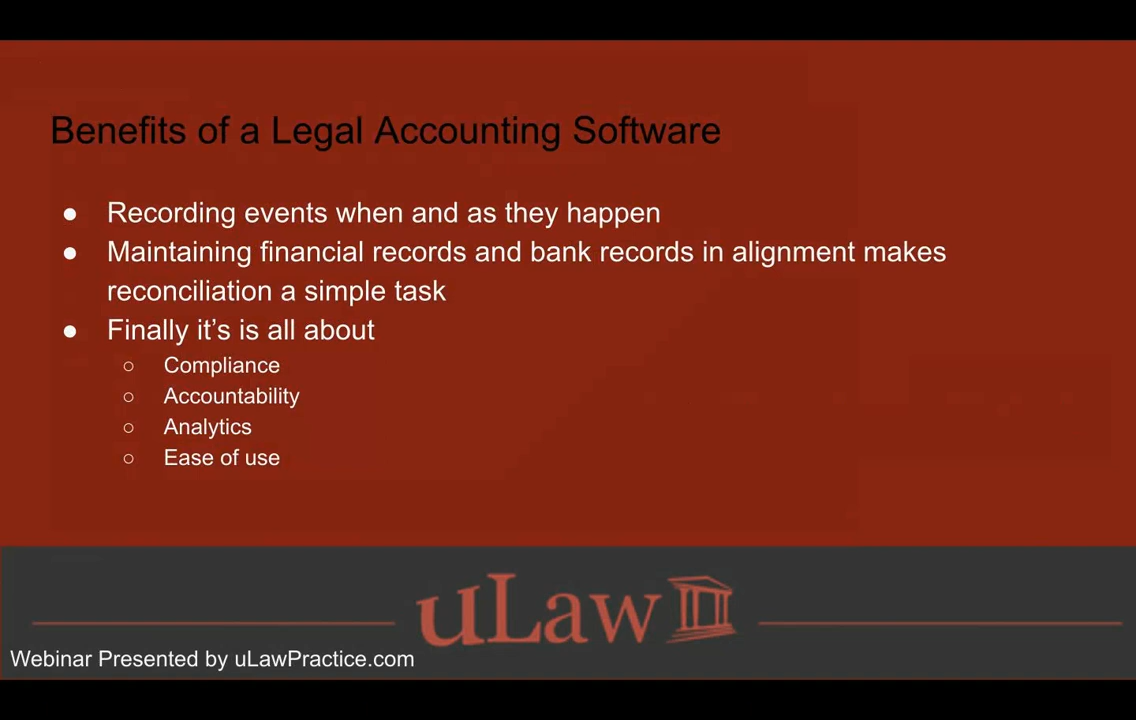 Benefits of a Legal Accounting Software
● Recording events when and as they happen
● Maintaining financial records and bank records in alignment makes
reconciliation a simple task
● Finally it’s is all about
○ Compliance
○ Accountability
○ Analytics
○ Ease of use
uLaw
Webinar Presented by uLawPractice.com